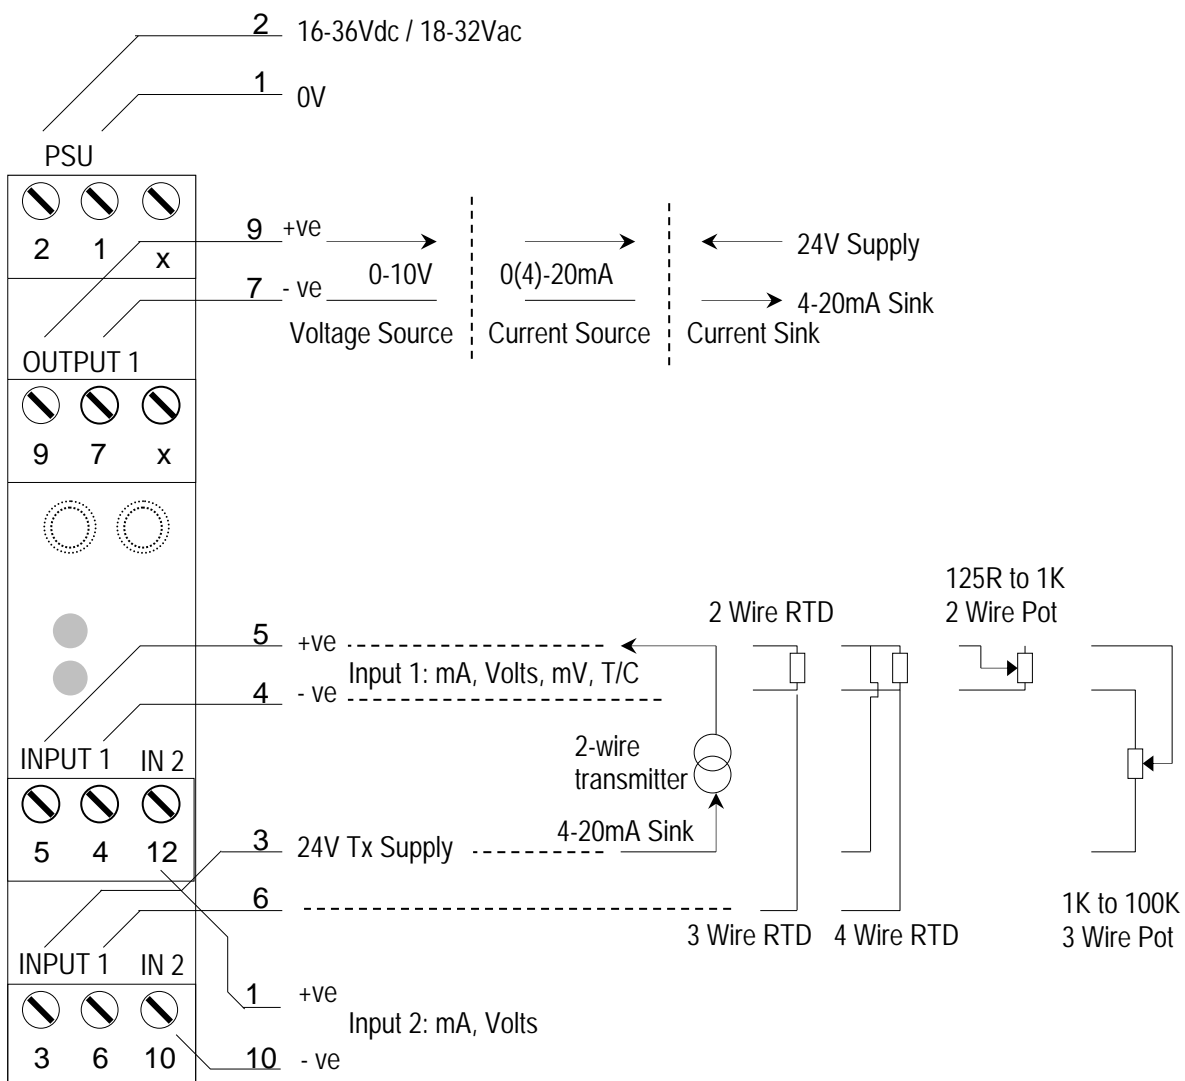 2 16-36Vdc / 18-32Vac
1 0V
PSU
2 1 x
9 +ve 24V Supply
0-10V 0(4)-20mA
7 - ve 4-20mA Sink
Voltage Source Current Source Current Sink
OUTPUT 1
9 7 x
125R to 1K
2 Wire Pot
2 Wire RTD
5 +ve
Input 1: mA, Volts, mV, T/C
4 - ve
2-wire
transmitter
INPUT 1 IN 2
4-20mA Sink
5 4 12
3 24V Tx Supply
6
3 Wire RTD 4 Wire RTD
1K to 100K
3 Wire Pot
INPUT 1 IN 2
1 +ve
Input 2: mA, Volts
3 6 10
10 - ve